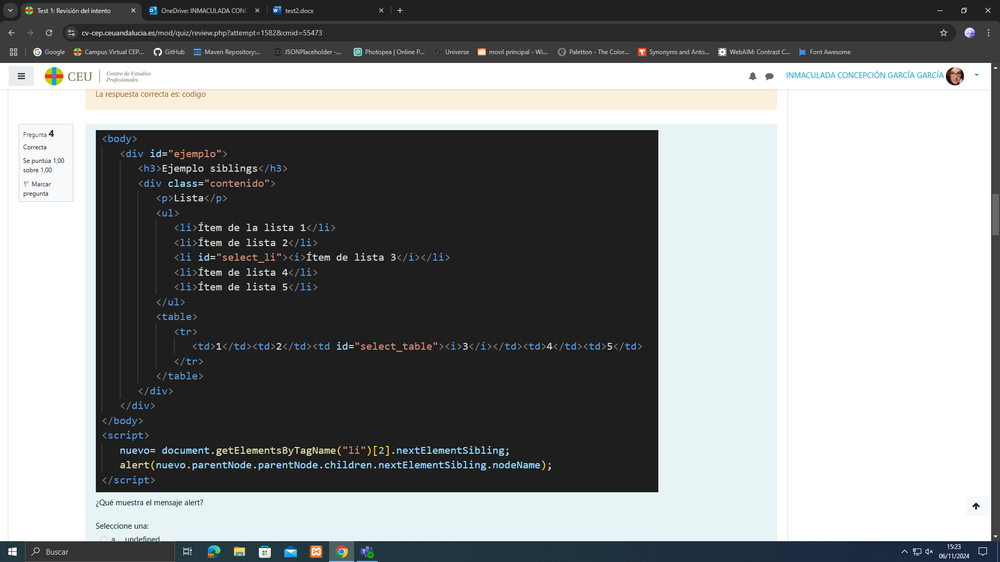 Test 1: Revisión del intento
OneDrive: INMACULADA CONC
test2.docx
cv-cep.ceuandalucia.es/mod/quiz/review.php?attempt=1582&cmid=55473
Google
Campus Virtual CEP...
GitHub
Maven Repository:...
JSONPlaceholder -...
Photopea | Online P...
Universe
movil principal - Wi...
Paletton - The Color...
Synonyms and Anto...
WebAIM: Contrast C...
Font Awesome
CEU
Centro de Estudios
Profesionales
INMACULADA CONCEPCIÓN GARCÍA GARCÍA
La respuesta correcta es: codigo
Pregunta 4
Correcta
Se puntúa 1,00
sobre 1,00
Marcar
pregunta
<body>
<div id="ejemplo">
<h3>Ejemplo siblings</h3>
<div class="contenido">
<p>Lista</p>
<ul>
<li>Ítem de la lista 1</li>
<li>Ítem de lista 2</li>
<li id="select_li"><i>Ítem de lista 3</i></li>
<li>Ítem de lista 4</li>
<li>Ítem de lista 5</li>
</ul>
<table>
<tr>
<td>1</td><td>2</td><td id="select_table"><i>3</i></td><td>4</td><td>5</td>
</tr>
</table>
</div>
</div>
</body>
<script>
nuevo= document.getElementsByTagName("li")[2].nextElementSibling;
alert(nuevo.parentNode.parentNode.children.nextElementSibling.nodeName);
</script>
¿Qué muestra el mensaje alert?
Seleccione una:
a. undefined
Buscar
15:23
06/11/2024